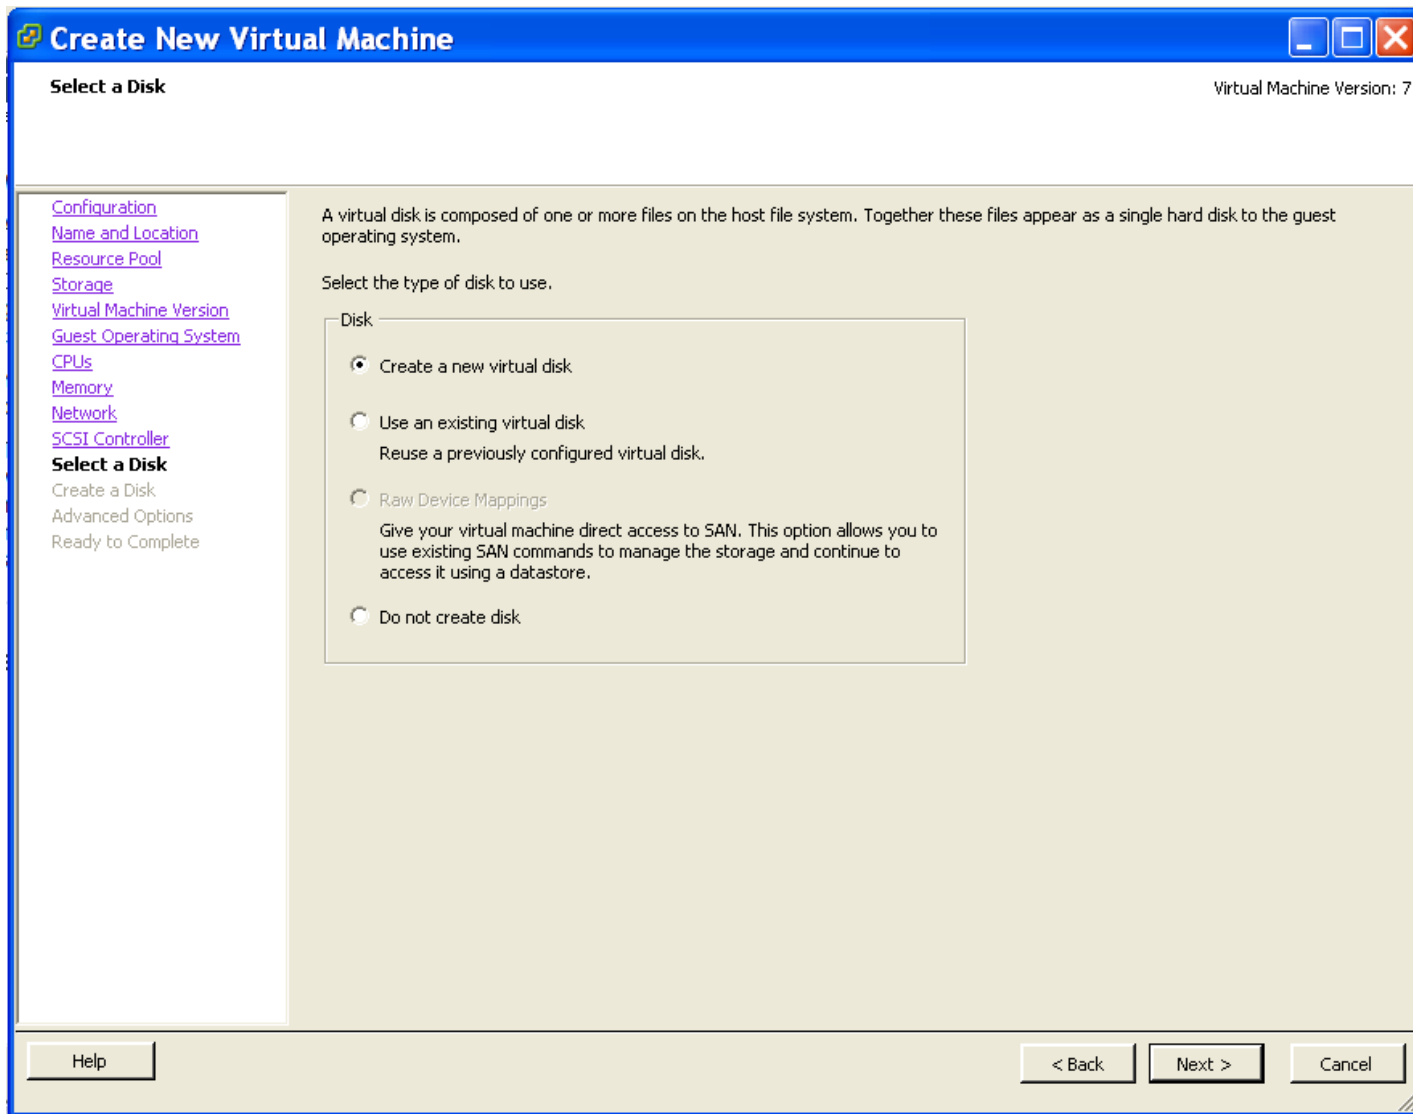 Create New Virtual Machine
Select a Disk
Virtual Machine Version: 7
Configuration
Name and Location
Resource Pool
Storage
Virtual Machine Version
Guest Operating System
CPUs
Memory
Network
SCSI Controller
Select a Disk
Create a Disk
Advanced Options
Ready to Complete
A virtual disk is composed of one or more files on the host file system. Together these files appear as a single hard disk to the guest
operating system.
Select the type of disk to use.
Disk
Create a new virtual disk
Use an existing virtual disk
Reuse a previously configured virtual disk.
Raw Device Mappings
Give your virtual machine direct access to SAN. This option allows you to
use existing SAN commands to manage the storage and continue to
access it using a datastore.
Do not create disk
Help
< Back
Next >
Cancel